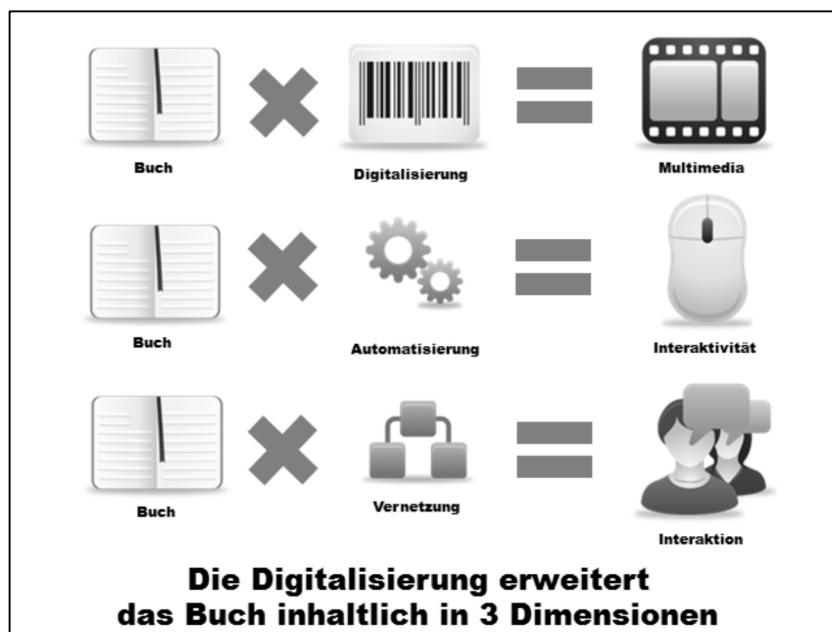 Buch
Digitalisierung
Multimedia
Buch
Automatisierung
Interaktivität
Buch
Vernetzung
Interaktion
Die Digitalisierung erweitert
das Buch inhaltlich in 3 Dimensionen